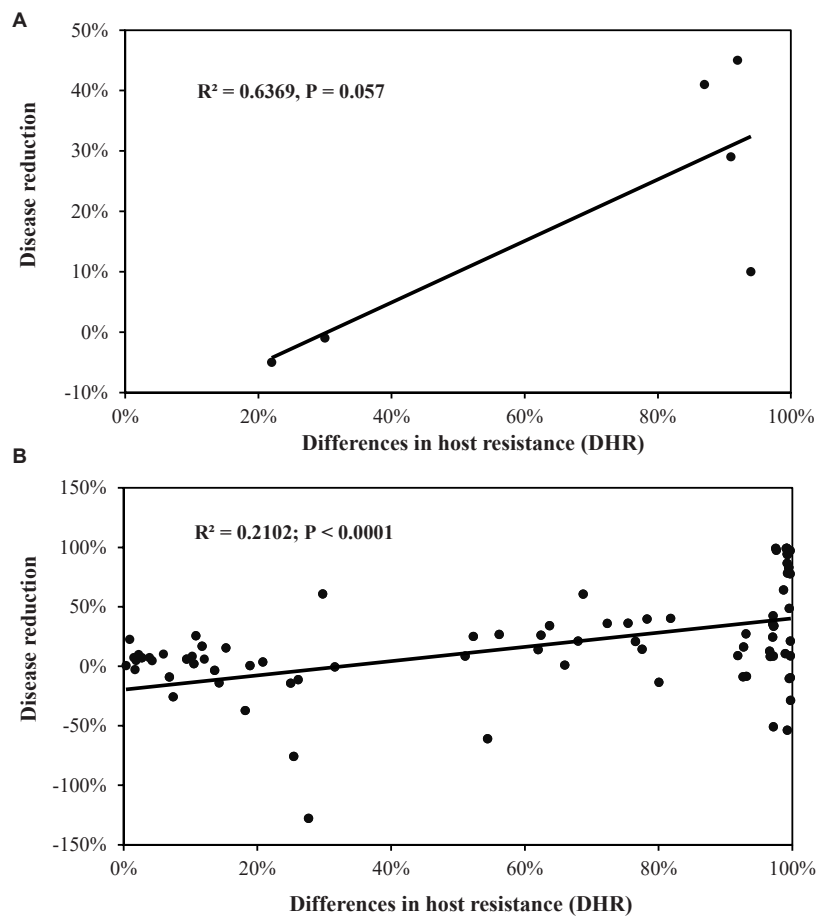 A
50%
40%
30%
20%
10%
0%
-10%
Disease reduction
R² = 0.6369, P = 0.057
0% 20% 40% 60% 80% 100%
Differences in host resistance (DHR)
B
150%
100%
50%
0%
-50%
-100%
-150%
Disease reduction
R² = 0.2102; P < 0.0001
0% 20% 40% 60% 80% 100%
Differences in host resistance (DHR)